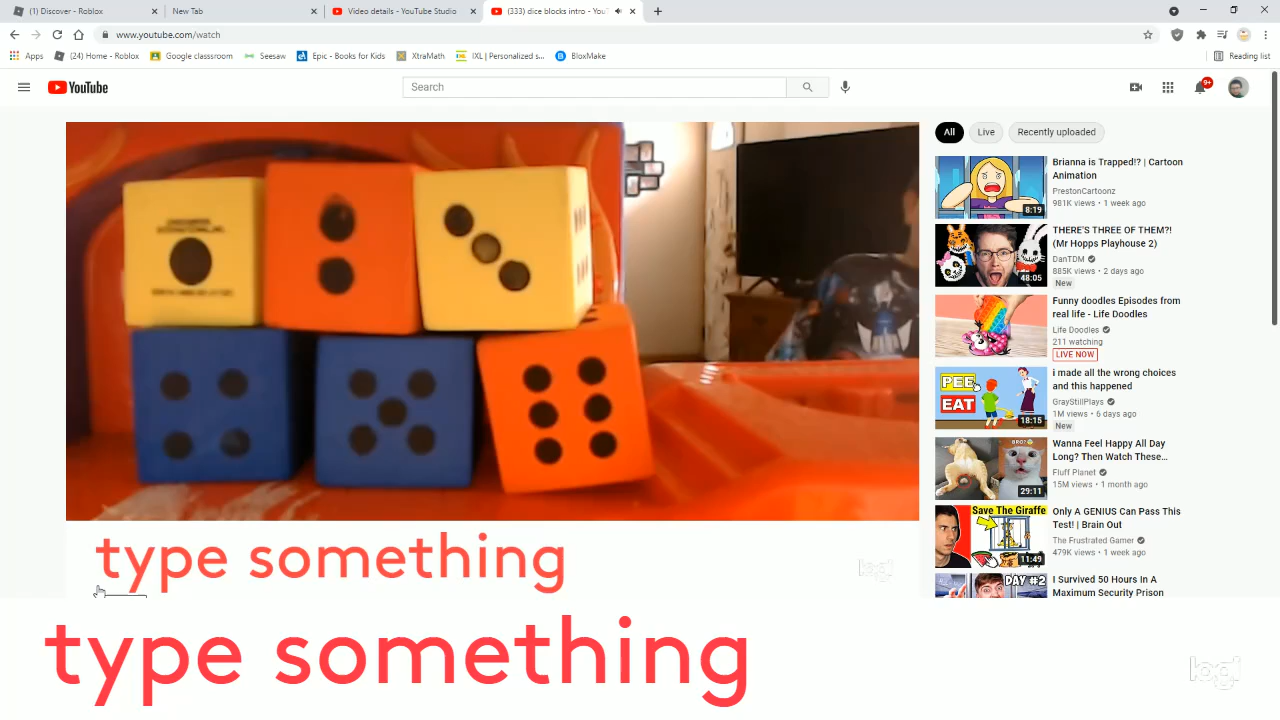 (1) Discover - Roblox
New Tab
Video details - YouTube Studio
(333) dice blocks intro - YouT
www.youtube.com/watch
Apps
(24) Home - Roblox
Google classsroom
Seesaw
Epic - Books for Kids
XtraMath
IXL | Personalized s...
BloxMake
Reading list
YouTube
Search
9+
All
Live
Recently uploaded
Brianna is Trapped!? | Cartoon
Animation
PrestonCartoonz
981K views • 1 week ago
8:19
THERE'S THREE OF THEM?!
(Mr Hopps Playhouse 2)
DanTDM
885K views • 2 days ago
New
48:05
Funny doodles Episodes from
real life - Life Doodles
Life Doodles
211 watching
LIVE NOW
PEE
EAT
18:15
i made all the wrong choices
and this happened
GrayStillPlays
1M views • 6 days ago
New
BRO?
29:11
Wanna Feel Happy All Day
Long? Then Watch These...
Fluff Planet
15M views • 1 month ago
Save The Giraffe
11:49
Only A GENIUS Can Pass This
Test! | Brain Out
The Frustrated Gamer
479K views • 1 week ago
DAY #2
I Survived 50 Hours In A
Maximum Security Prison
type something
logi
type something
logi